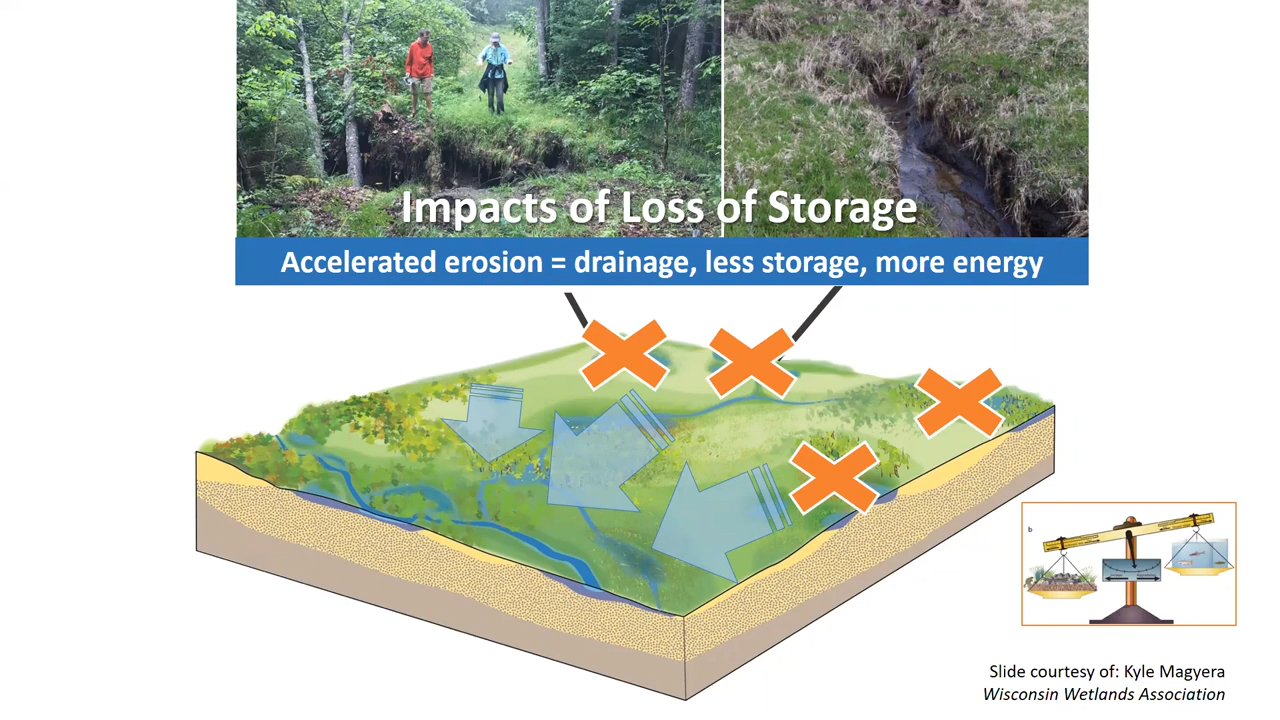 Impacts of Loss of Storage
Accelerated erosion = drainage, less storage, more energy
b
Slide courtesy of: Kyle Magyera
Wisconsin Wetlands Association